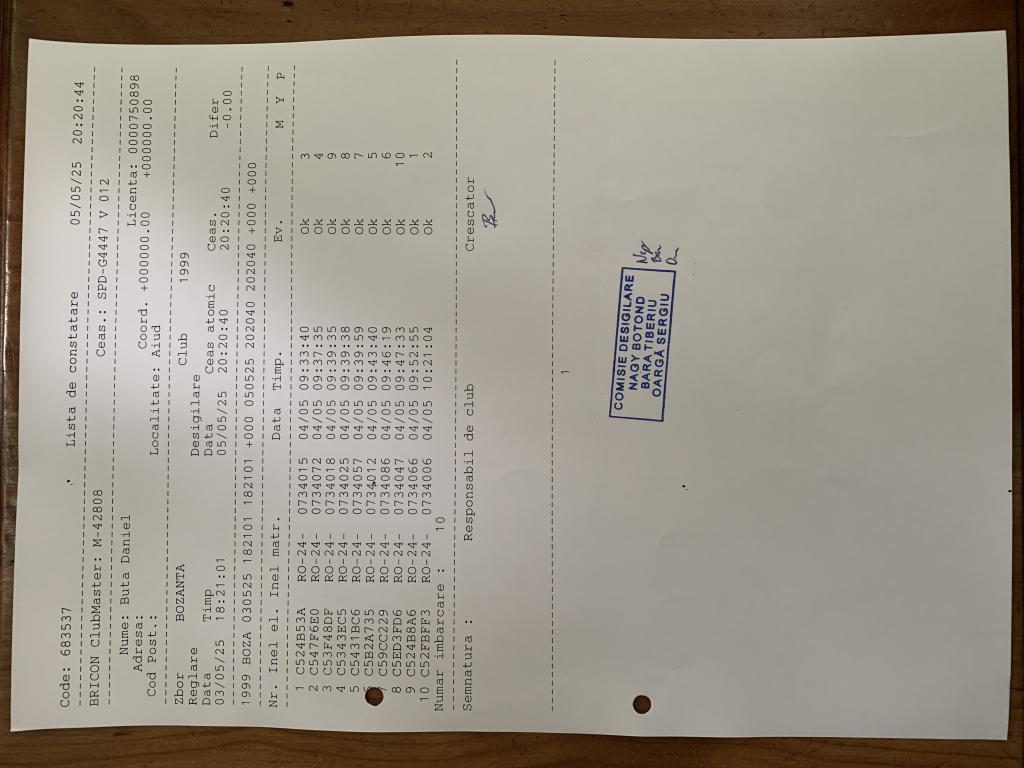 Code: 683537 Lista de constatare 05/05/25 20:20:44
BRICON ClubMaster: M-42808 Ceas.: SPD-G4447 V 012
Nume: Buta Daniel Licenta: 0000750898
Adresa: Coord. +000000.00 +000000.00
Cod Post.: Localitate: Aiud
Zbor BOZANTA Club 1999
Reglare Desigilare
Data Timp Data Ceas atomic Ceas. Difer
03/05/25 18:21:01 05/05/25 20:20:40 20:20:40 -0.00
1999 BOZA 030525 182101 182101 +000 050525 202040 202040 +000 +000
Nr. Inel el. Inel matr. Data Timp. Ev. M Y P
1 C524B53A RO-24- 0734015 04/05 09:33:40 Ok 3
2 C547F6E0 RO-24- 0734072 04/05 09:37:35 Ok 4
3 C53F48DF RO-24- 0734018 04/05 09:39:35 Ok 9
4 C5343EC5 RO-24- 0734025 04/05 09:39:38 Ok 8
5 C5431BC6 RO-24- 0734057 04/05 09:39:59 Ok 7
C5B2A735 RO-24- 0734012 04/05 09:43:40 Ok 5
7 C59CC229 RO-24- 0734086 04/05 09:46:19 Ok 6
8 C5ED3FD6 RO-24- 0734047 04/05 09:47:33 Ok 10
9 C524B8A6 RO-24- 0734066 04/05 09:52:55 Ok 1
10 C52FBFF3 RO-24- 0734006 04/05 10:21:04 Ok 2
Numar imbarcare : 10
Semnatura : Responsabil de club Crescator
1
COMISIE DESIGILARE
NAGY BOTOND
BARA TIBERIU
OARGĂ SERGIU